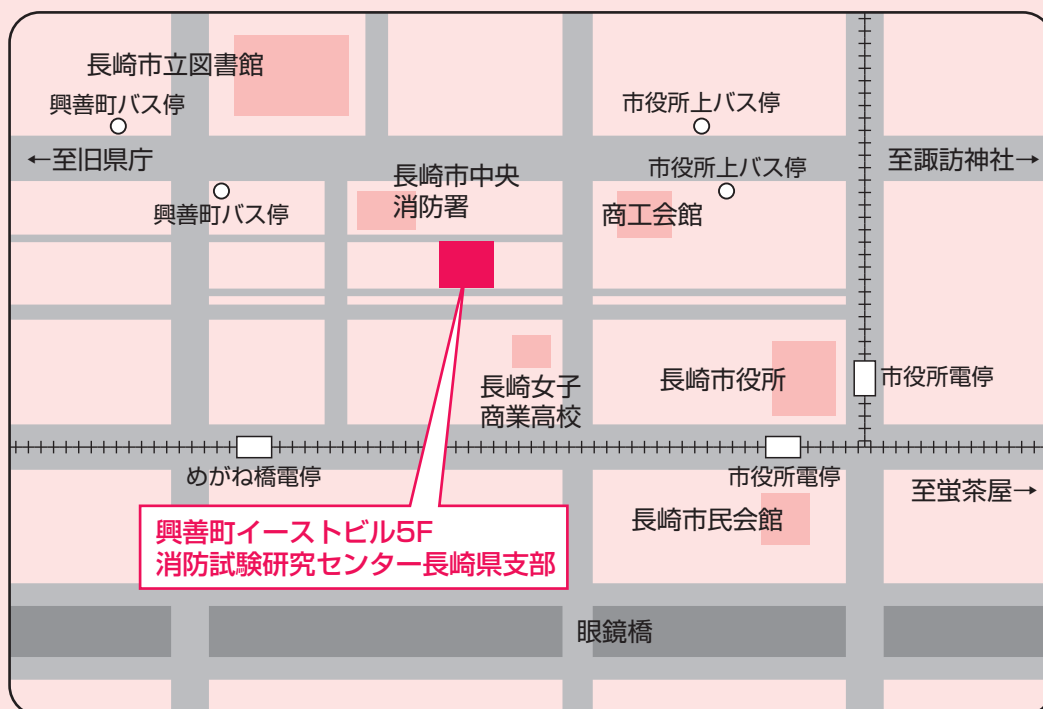 長崎市立図書館
興善町バス停
市役所上バス停
←至旧県庁
市役所上バス停
至諏訪神社→
長崎市中央
消防署
興善町バス停
商工会館
長崎女子
商業高校
長崎市役所
市役所電停
めがね橋電停
市役所電停
至蛍茶屋→
興善町イーストビル5F
消防試験研究センター長崎県支部
長崎市民会館
眼鏡橋